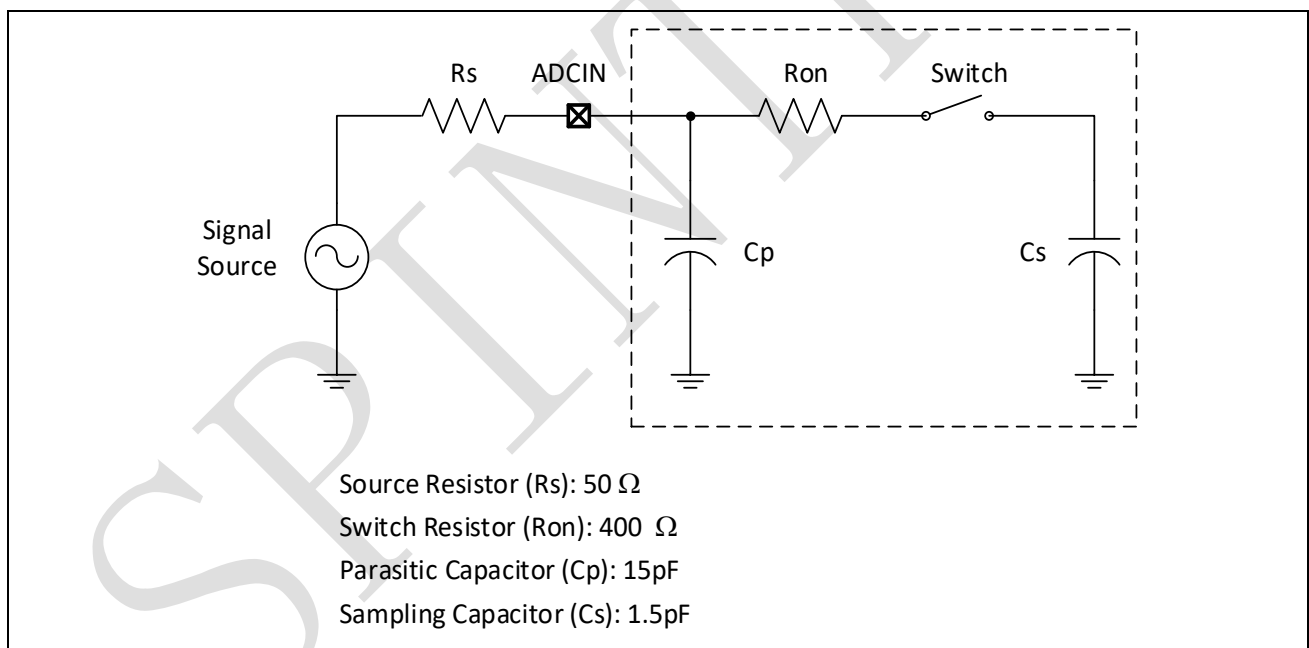 Rs
ADCIN
Ron
Switch
Signal
Source
Cp
Cs
Source Resistor (Rs): 50 Ω
Switch Resistor (Ron): 400 Ω
Parasitic Capacitor (Cp): 15pF
Sampling Capacitor (Cs): 1.5pF
SPINT